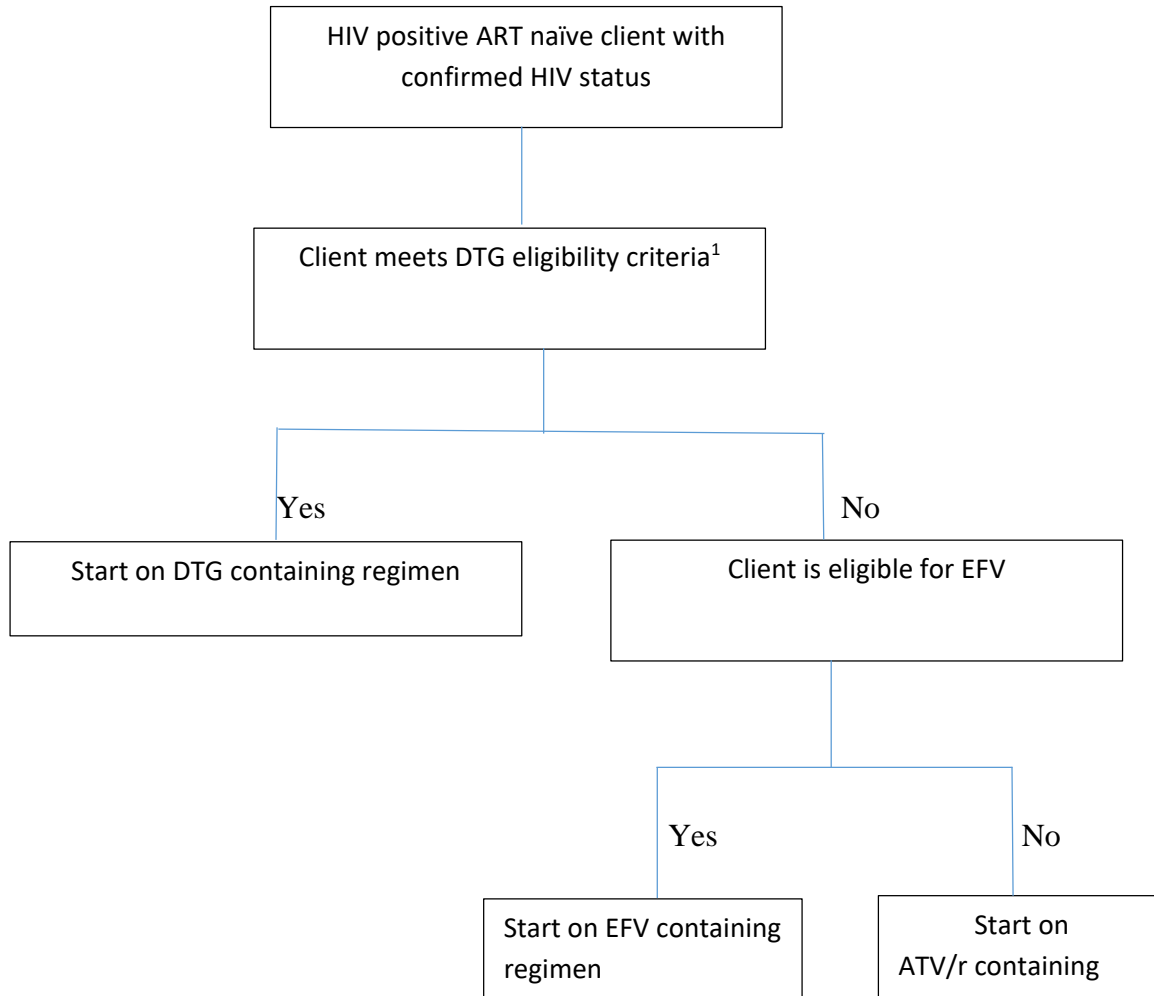 HIV positive ART naïve client with
confirmed HIV status
Client meets DTG eligibility criteria1
Yes
No
Start on DTG containing regimen
Client is eligible for EFV
Yes
No
Start on EFV containing
regimen
Start on
ATV/r containing